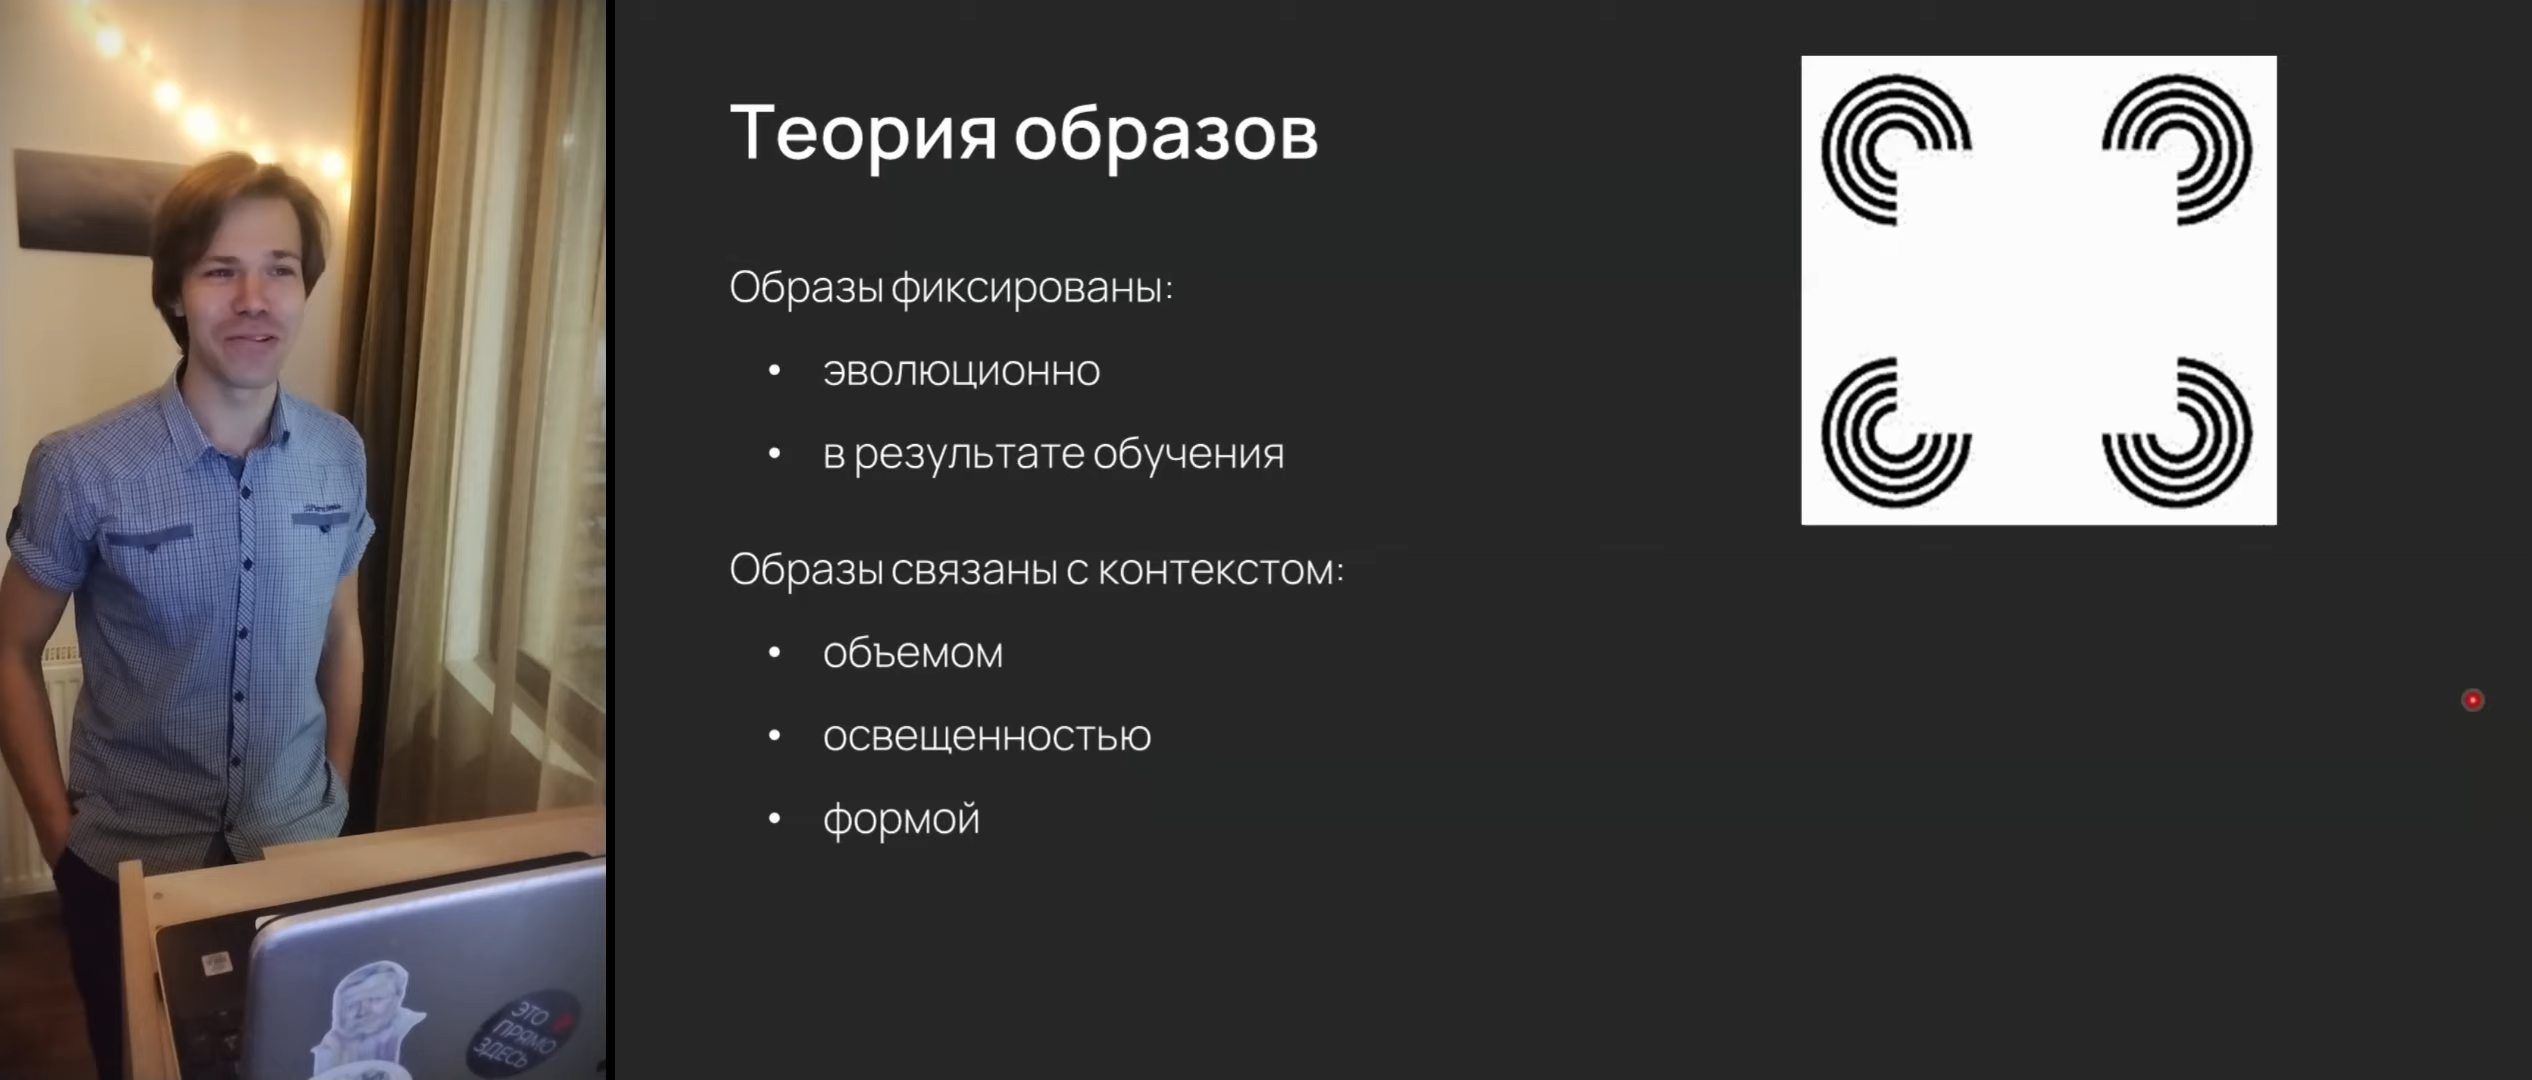 Теория образов
Образы фиксированы:
• эволюционно
• в результате обучения
Образы связаны с контекстом:
• объемом
• освещенностью
• формой
ЭТО
ПРЯМО
ЗДЕСЬ